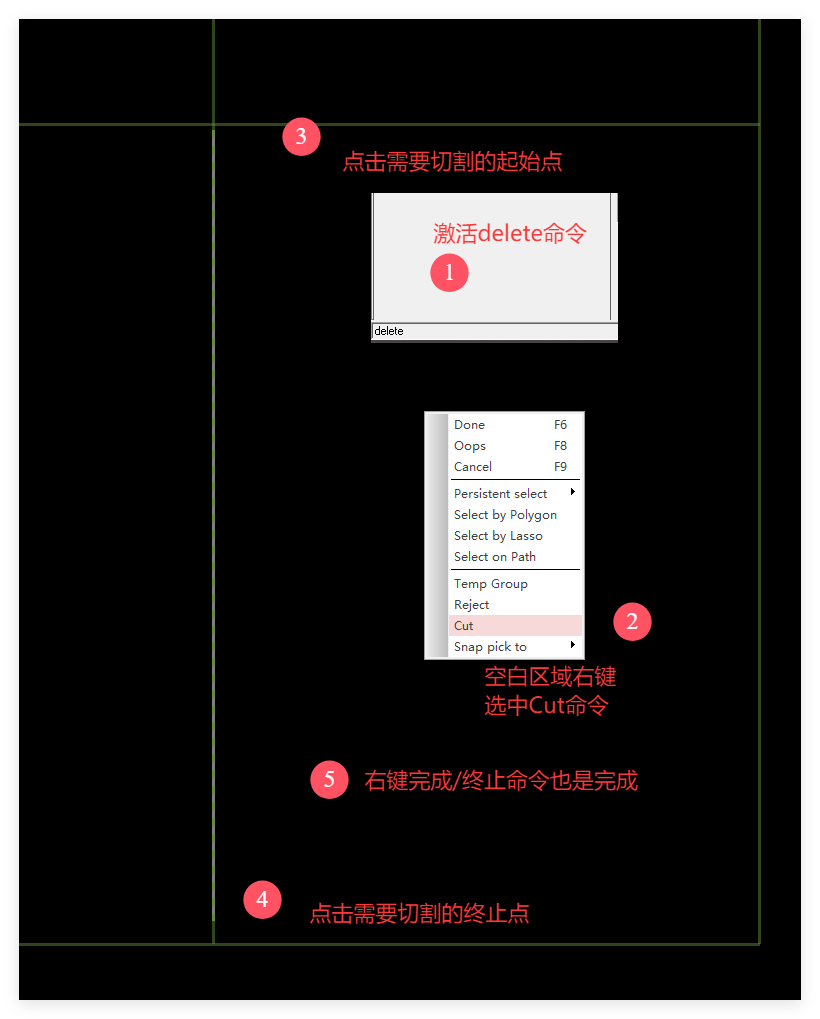 3
点击需要切割的起始点
激活delete命令
1
delete
Done F6
Oops F8
Cancel F9
Persistent select
Select by Polygon
Select by Lasso
Select on Path
Temp Group
Reject
Cut
2
Snap pick to
空白区域右键
选中Cut命令
5 右键完成/终止命令也是完成
4
点击需要切割的终止点